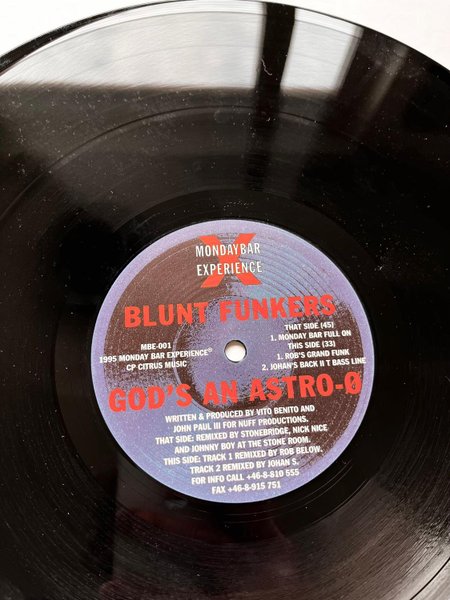 X
MONDAYBAR
EXPERIENCE
BLUNT FUNKERS
MBE-001
1995 MONDAY BAR EXPERIENCE©
CP CITRUS MUSIC
THAT SIDE (45)
1. MONDAY BAR FULL ON
THIS SIDE (33)
1. ROB'S GRAND FUNK
2. JOHAN'S BACK II T BASS LINE
GOD'S AN ASTRO-Ø
WRITTEN & PRODUCED BY VITO BENITO AND
JOHN PAUL III FOR NUFF PRODUCTIONS.
THAT SIDE: REMIXED BY STONEBRIDGE, NICK NICE
AND JOHNNY BOY AT THE STONE ROOM.
THIS SIDE: TRACK 1 REMIXED BY ROB BELOW.
TRACK 2 REMIXED BY JOHAN S.
FOR INFO CALL +46-8-810 555
FAX +46-8-915 751